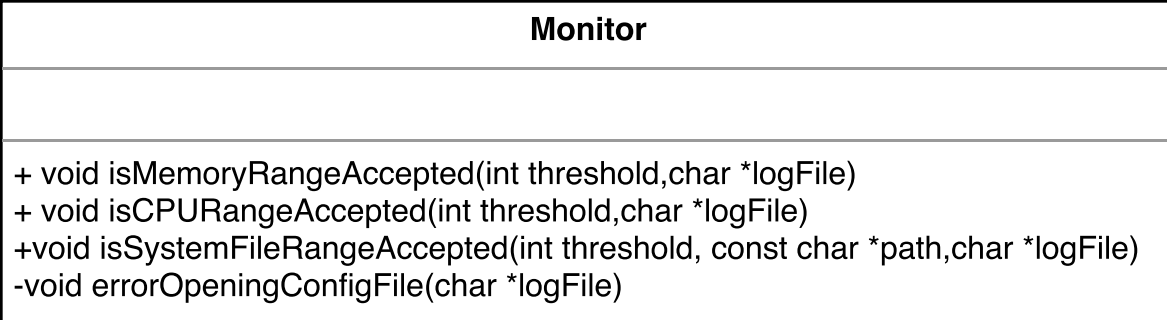 Monitor
+ void isMemoryRangeAccepted(int threshold,char *logFile)
+ void isCPURangeAccepted(int threshold,char *logFile)
+void isSystemFileRangeAccepted(int threshold, const char *path,char *logFile)
-void errorOpeningConfigFile(char *logFile)